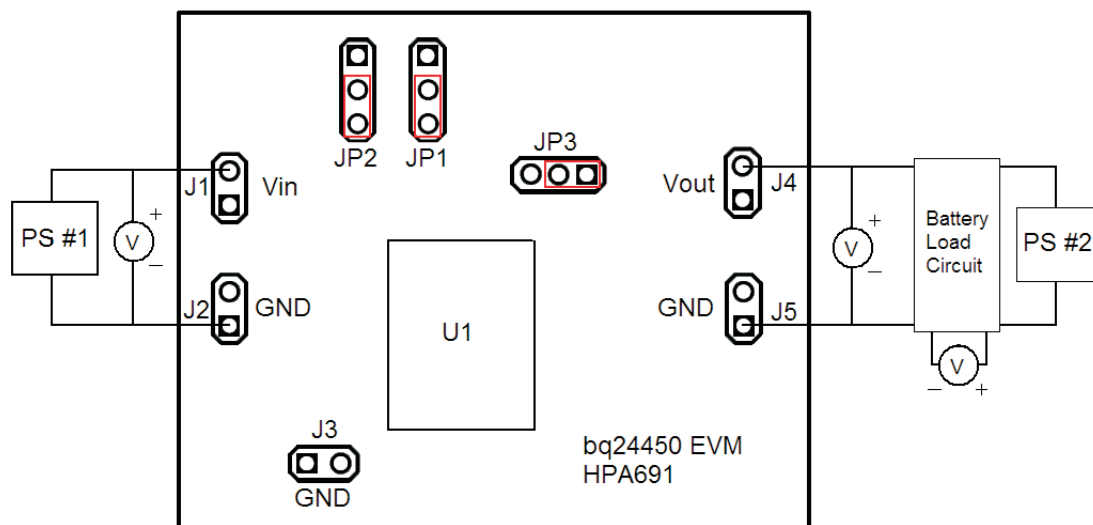 JP2
JP1
JP3
J1
Vin
Vout
J4
+
V
−
PS #1
+
V
−
Battery
Load
Circuit
PS #2
J2
GND
GND
J5
U1
−
V
+
J3
GND
bq24450 EVM
HPA691